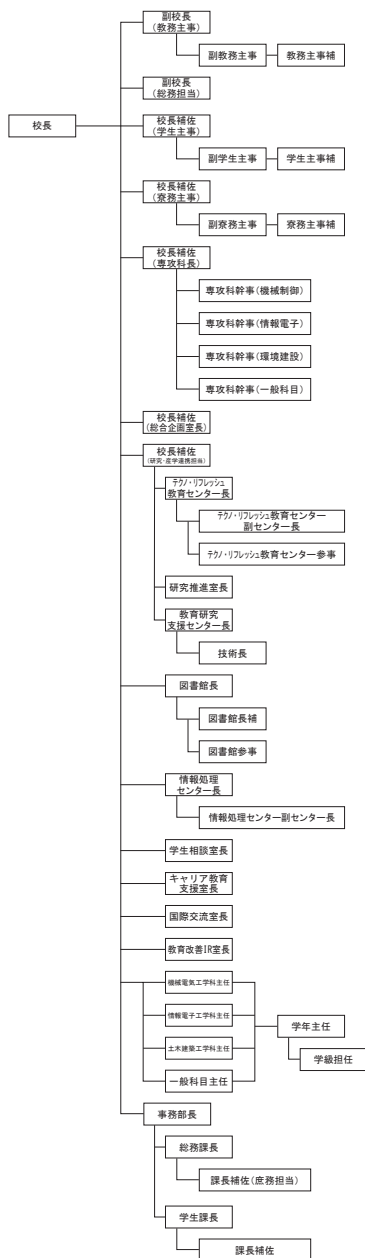 副校長
(教務主事)
副教務主事
教務主事補
副校長
(総務担当)
校長
校長補佐
(学生主事)
副学生主事
学生主事補
校長補佐
(寮務主事)
副寮務主事
寮務主事補
校長補佐
(専攻科長)
専攻科幹事(機械制御)
専攻科幹事(情報電子)
専攻科幹事(環境建設)
専攻科幹事(一般科目)
校長補佐
(総合企画室長)
校長補佐
(研究・産学連携担当)
テクノ・リフレッシュ
教育センター長
テクノ・リフレッシュ教育センター
副センター長
テクノ・リフレッシュ教育センター参事
研究推進室長
教育研究
支援センター長
技術長
図書館長
図書館長補
図書館参事
情報処理
センター長
情報処理センター副センター長
学生相談室長
キャリア教育
支援室長
国際交流室長
教育改善IR室長
機械電気工学科主任
情報電子工学科主任
土木建築工学科主任
一般科目主任
学年主任
学級担任
事務部長
総務課長
課長補佐(庶務担当)
学生課長
課長補佐